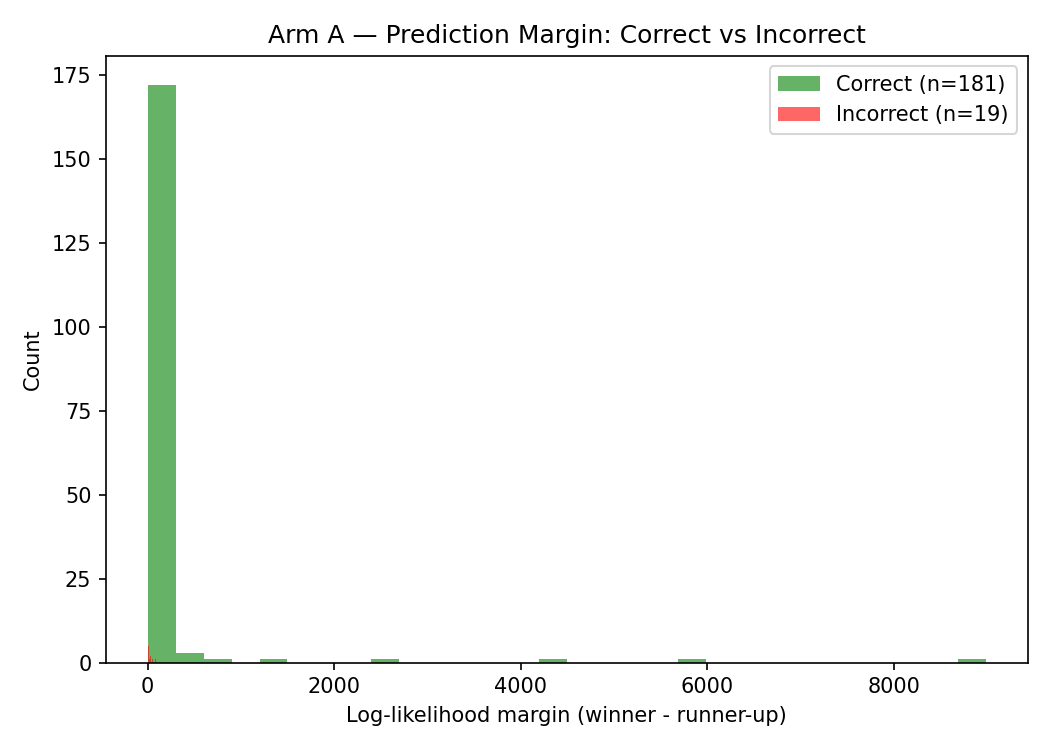 Arm A — Prediction Margin: Correct vs Incorrect
Correct (n=181)
Incorrect (n=19)
175
150
125
100
75
50
25
0
Count
0 2000 4000 6000 8000
Log-likelihood margin (winner - runner-up)